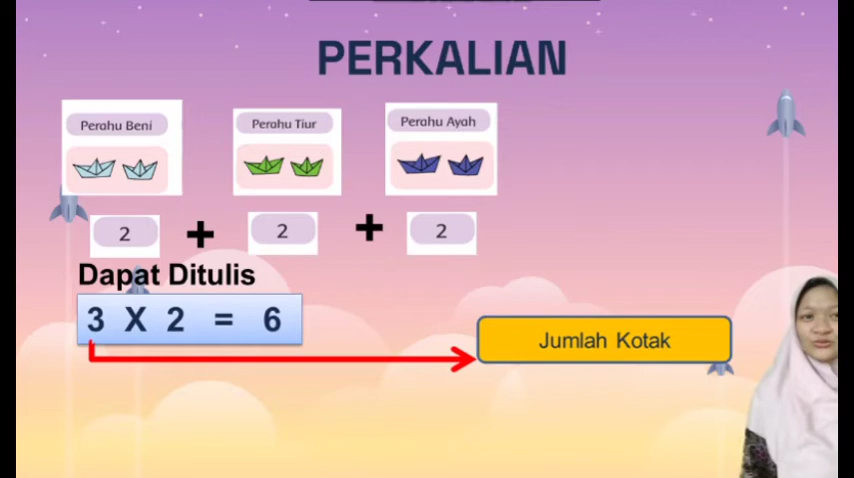 PERKALIAN
Perahu Beni
Perahu Tiur
Perahu Ayah
2 + 2 + 2
Dapat Ditulis
3 X 2 = 6
Jumlah Kotak